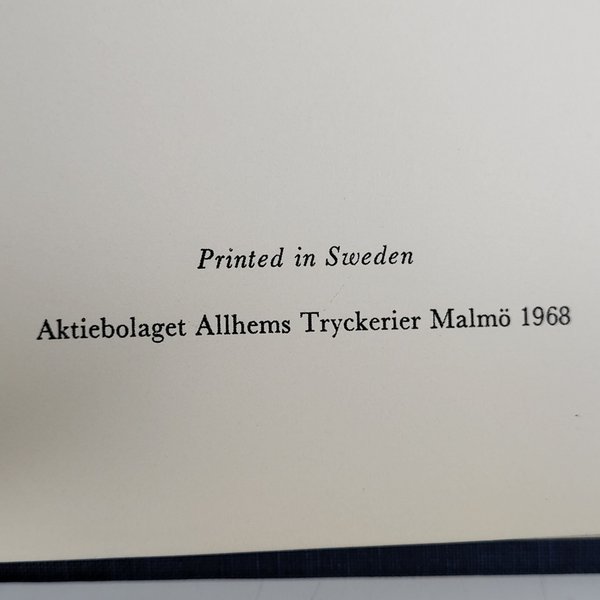 Printed in Sweden
Aktiebolaget Allhems Tryckerier Malmö 1968